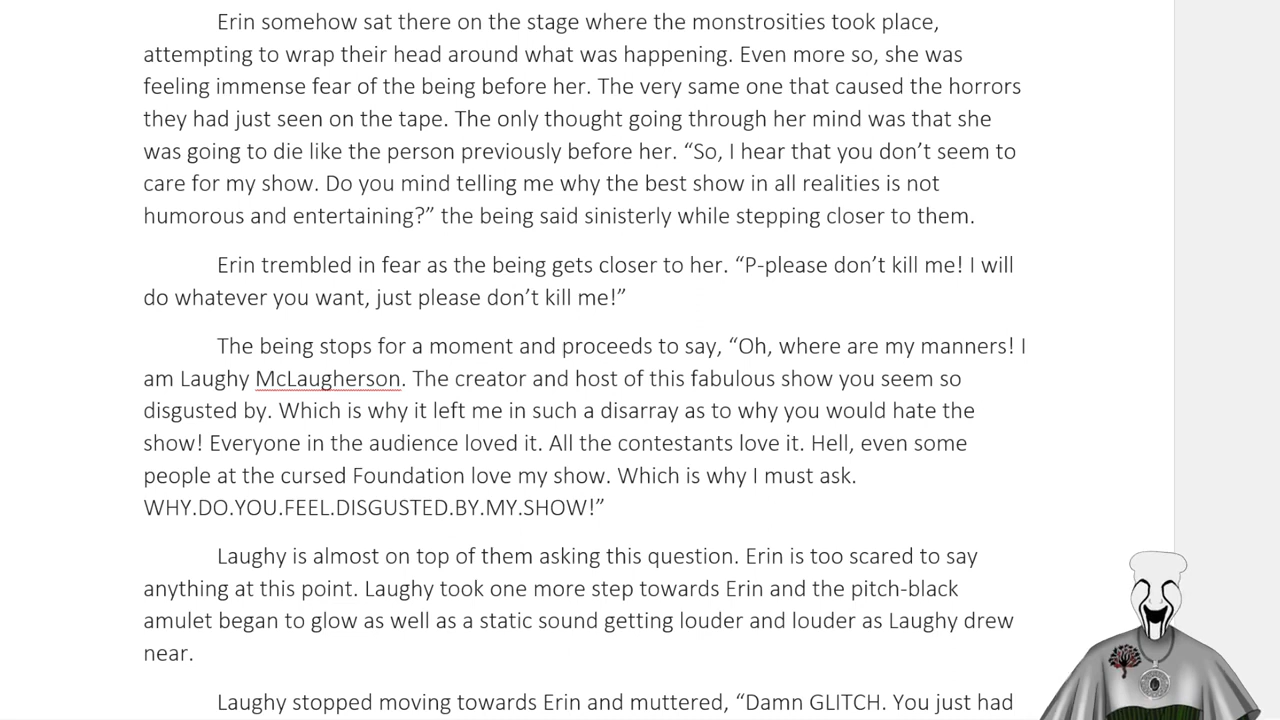 Erin somehow sat there on the stage where the monstrosities took place,
attempting to wrap their head around what was happening. Even more so, she was
feeling immense fear of the being before her. The very same one that caused the horrors
they had just seen on the tape. The only thought going through her mind was that she
was going to die like the person previously before her. “So, I hear that you don’t seem to
care for my show. Do you mind telling me why the best show in all realities is not
humorous and entertaining?” the being said sinisterly while stepping closer to them.
Erin trembled in fear as the being gets closer to her. “P-please don’t kill me! I will
do whatever you want, just please don’t kill me!”
The being stops for a moment and proceeds to say, “Oh, where are my manners! I
am Laughy McLaugherson. The creator and host of this fabulous show you seem so
disgusted by. Which is why it left me in such a disarray as to why you would hate the
show! Everyone in the audience loved it. All the contestants love it. Hell, even some
people at the cursed Foundation love my show. Which is why I must ask.
WHY.DO.YOU.FEEL.DISGUSTED.BY.MY.SHOW!”
Laughy is almost on top of them asking this question. Erin is too scared to say
anything at this point. Laughy took one more step towards Erin and the pitch-black
amulet began to glow as well as a static sound getting louder and louder as Laughy drew
near.
Laughy stopped moving towards Erin and muttered, “Damn GLITCH. You just had